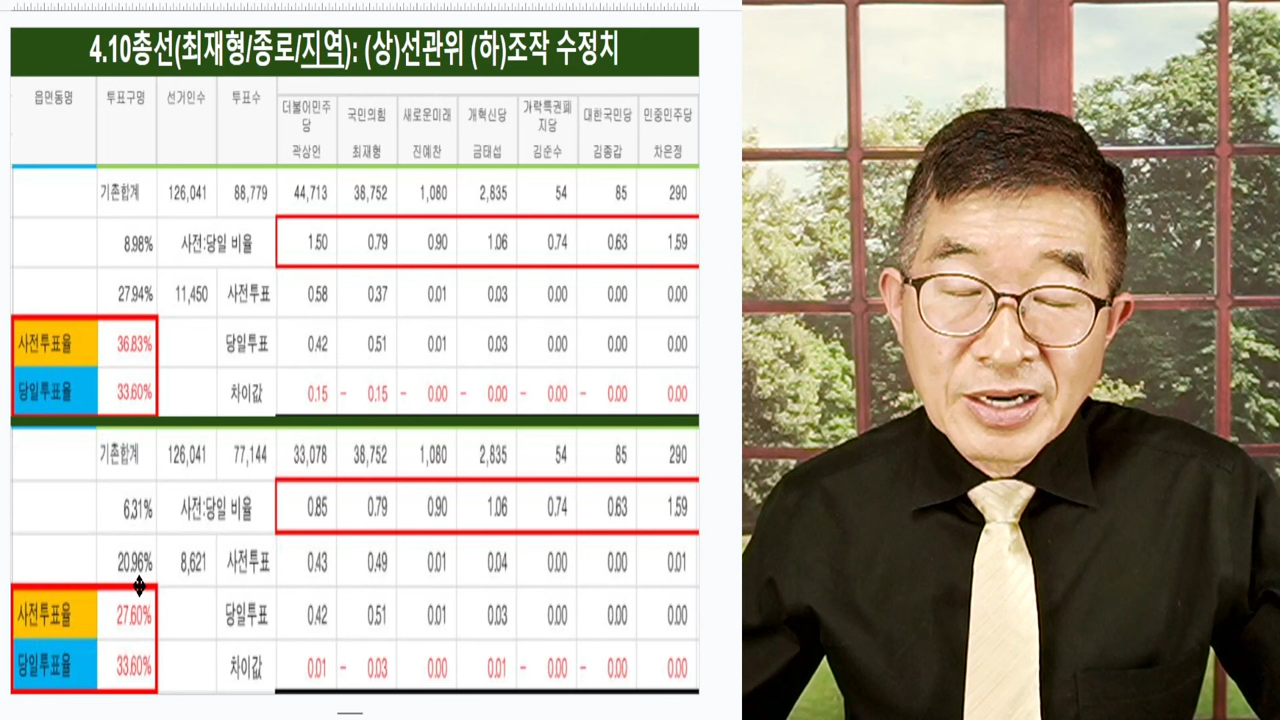 4.10총선(최재형/종로/지역): (상)선관위 (하)조작 수정치
읍면동명 투표구명 선거인수 투표수 더불어민주당 국민의힘 새로운미래 개혁신당 가락특권폐지당 대한국민당 민중민주당
곽상언 최재형 진예찬 금태섭 김준수 김종갑 차은정
기존합계 126,041 88,779 44,713 38,752 1,080 2,835 54 85 290
8.98% 사전:당일 비율 1.50 0.79 0.90 1.06 0.74 0.63 1.59
27.94% 11,450 사전투표 0.58 0.37 0.01 0.03 0.00 0.00 0.00
사전투표율 36.83% 당일투표 0.42 0.51 0.01 0.03 0.00 0.00 0.00
당일투표율 33.60% 차이값 0.15 - 0.15 - 0.00 - 0.00 - 0.00 - 0.00 0.00
기존합계 126,041 77,144 33,078 38,752 1,080 2,835 54 85 290
6.31% 사전:당일 비율 0.85 0.79 0.90 1.06 0.74 0.63 1.59
20.96% 8,621 사전투표 0.43 0.49 0.01 0.04 0.00 0.00 0.01
사전투표율 27.60% 당일투표 0.42 0.51 0.01 0.03 0.00 0.00 0.00
당일투표율 33.60% 차이값 0.01 - 0.03 0.00 0.01 - 0.00 - 0.00 0.00